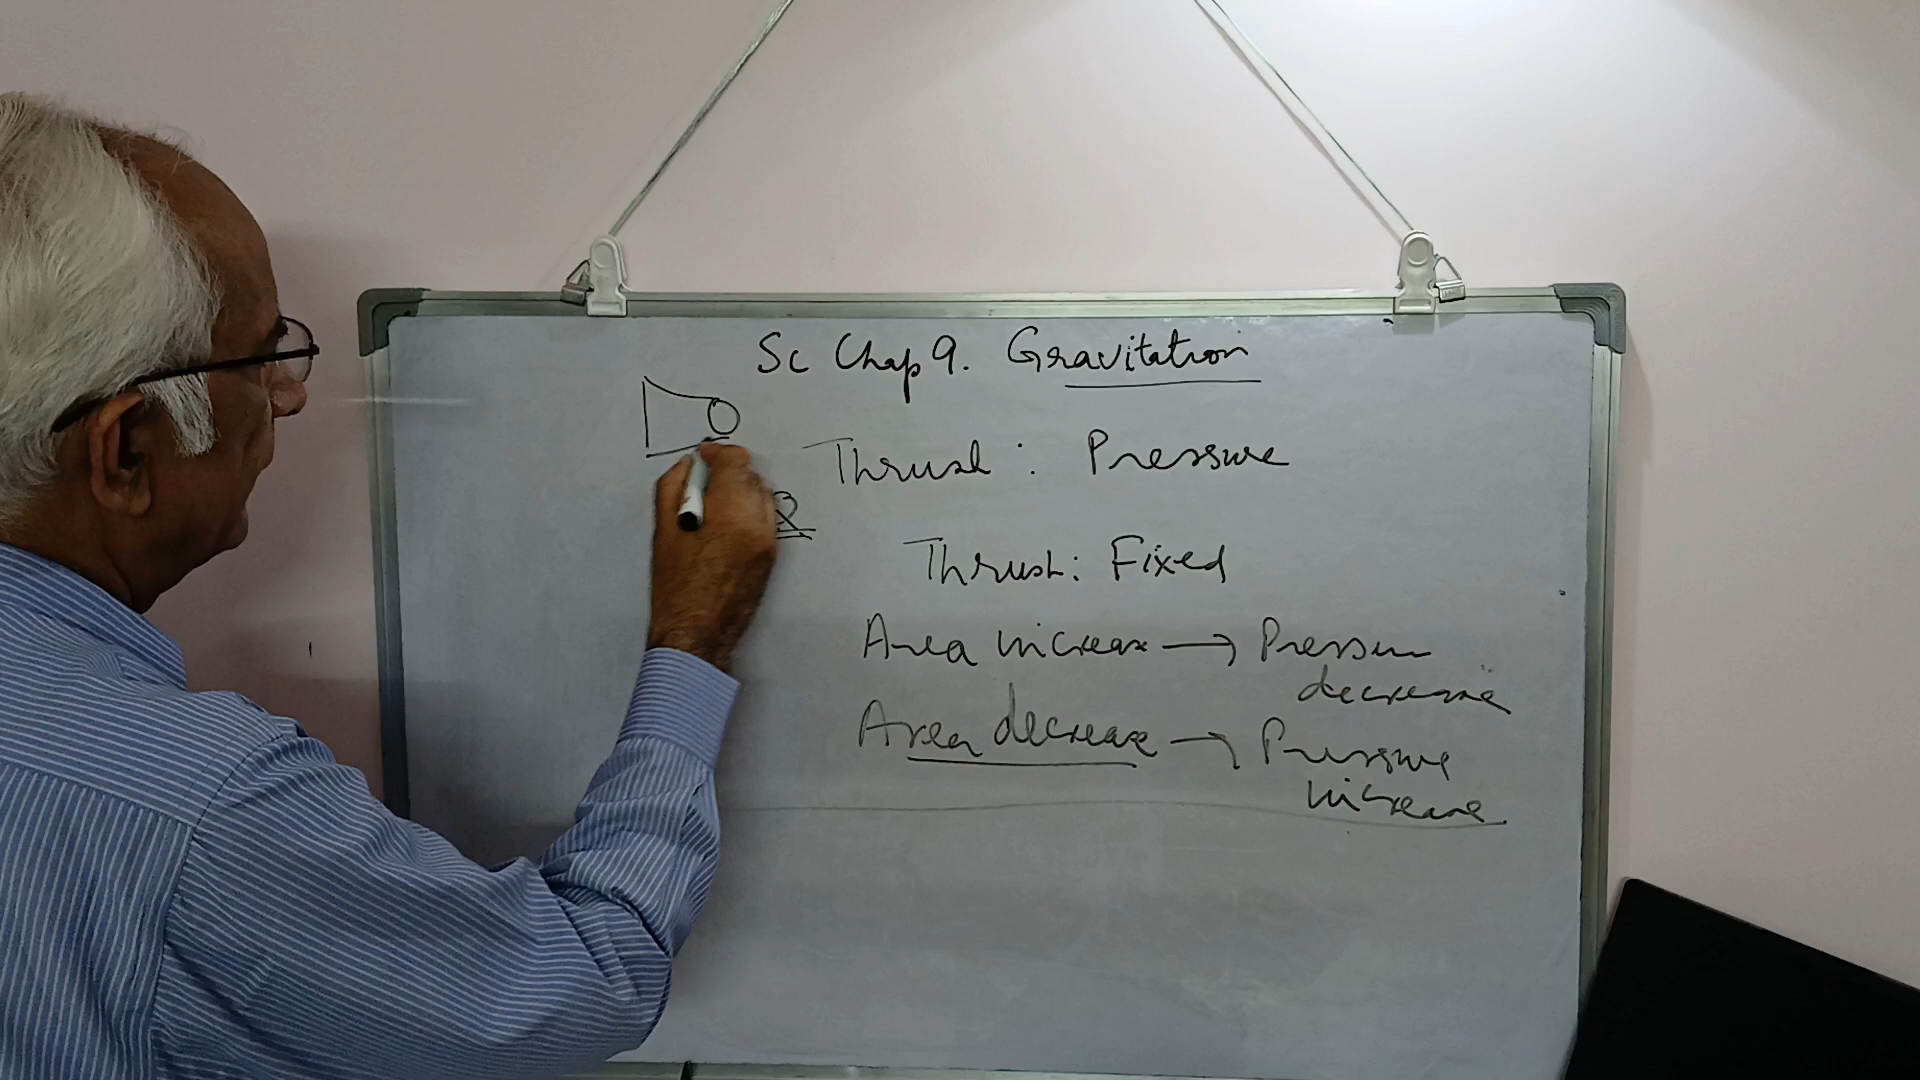 Sc Chap 9. Gravitation
Thrust : Pressure
Thrust: Fixed
Area increase → Pressure
decrease
Area decrease → Pressure
increase